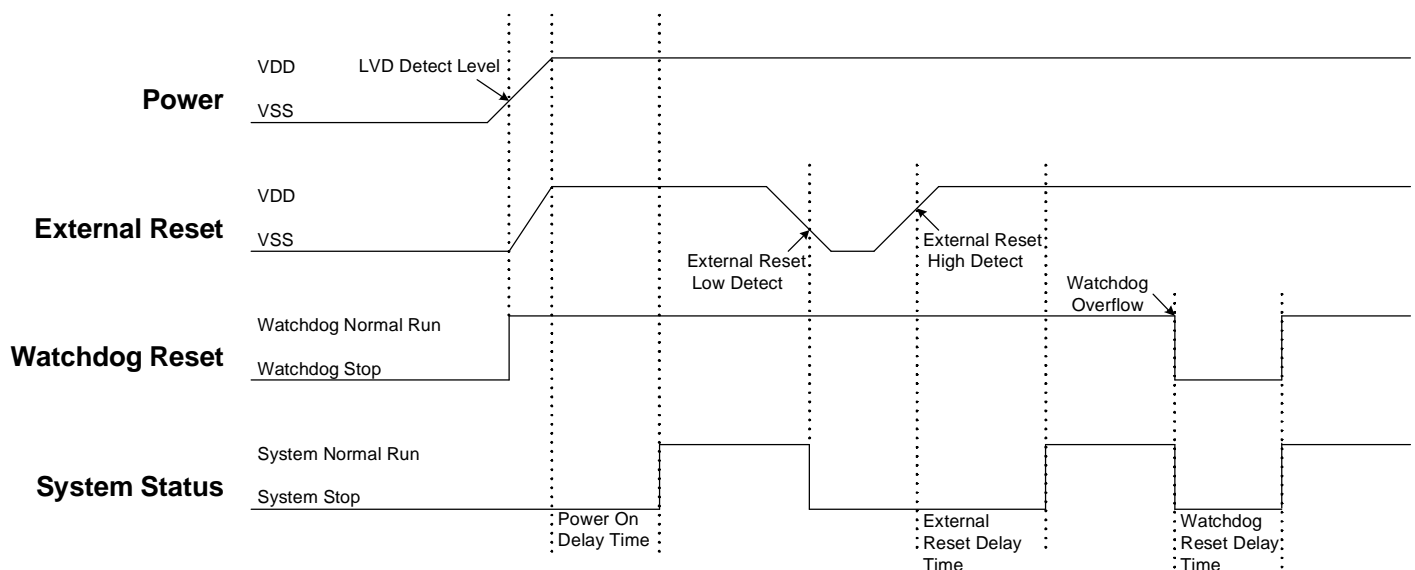 VDD
LVD Detect Level
Power
VSS
VDD
External Reset
VSS
External Reset
Low Detect
External Reset
High Detect
Watchdog
Overflow
Watchdog Normal Run
Watchdog Reset
Watchdog Stop
System Normal Run
System Status
System Stop
Power On
Delay Time
External
Reset Delay
Time
Watchdog
Reset Delay
Time